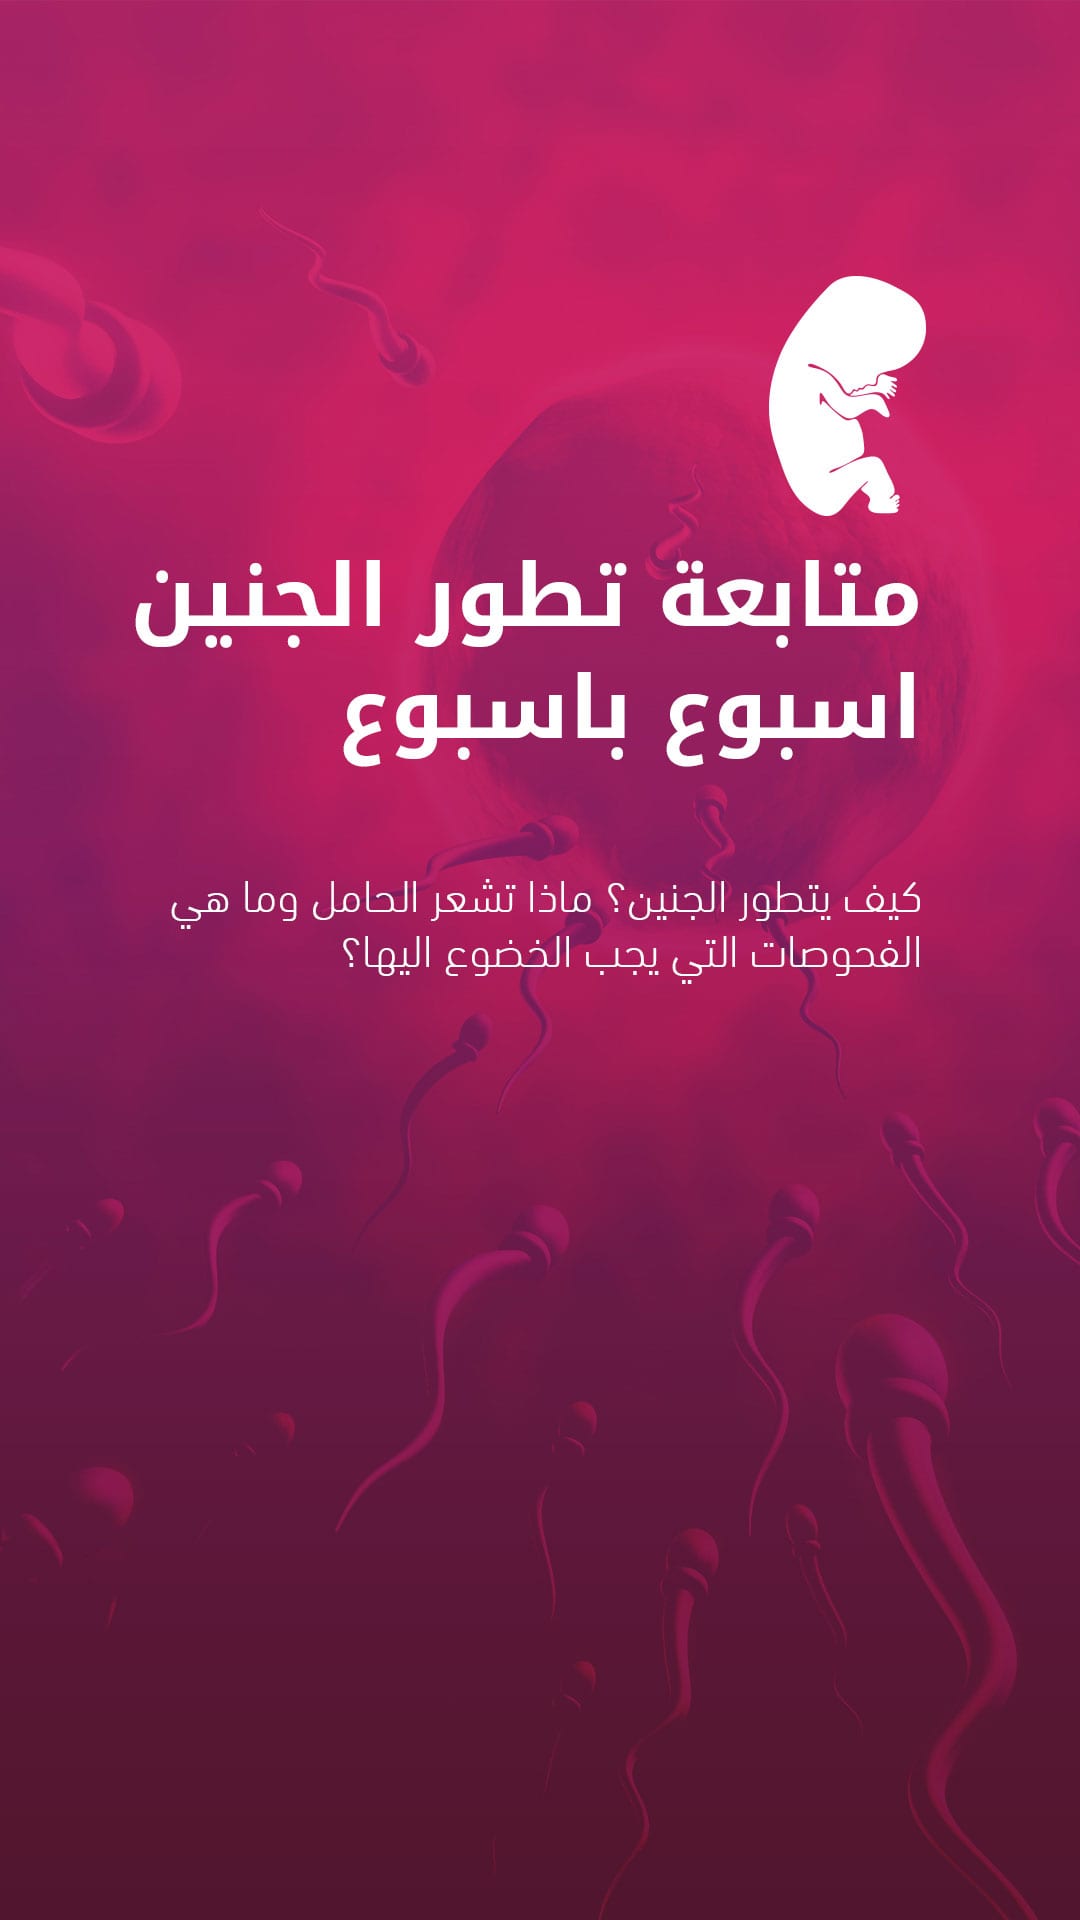 متابعة تطور الجنين
اسبوع باسبوع
كيف يتطور الجنين؟ ماذا تشعر الحامل وما هي
الفحوصات التي يجب الخضوع اليها؟